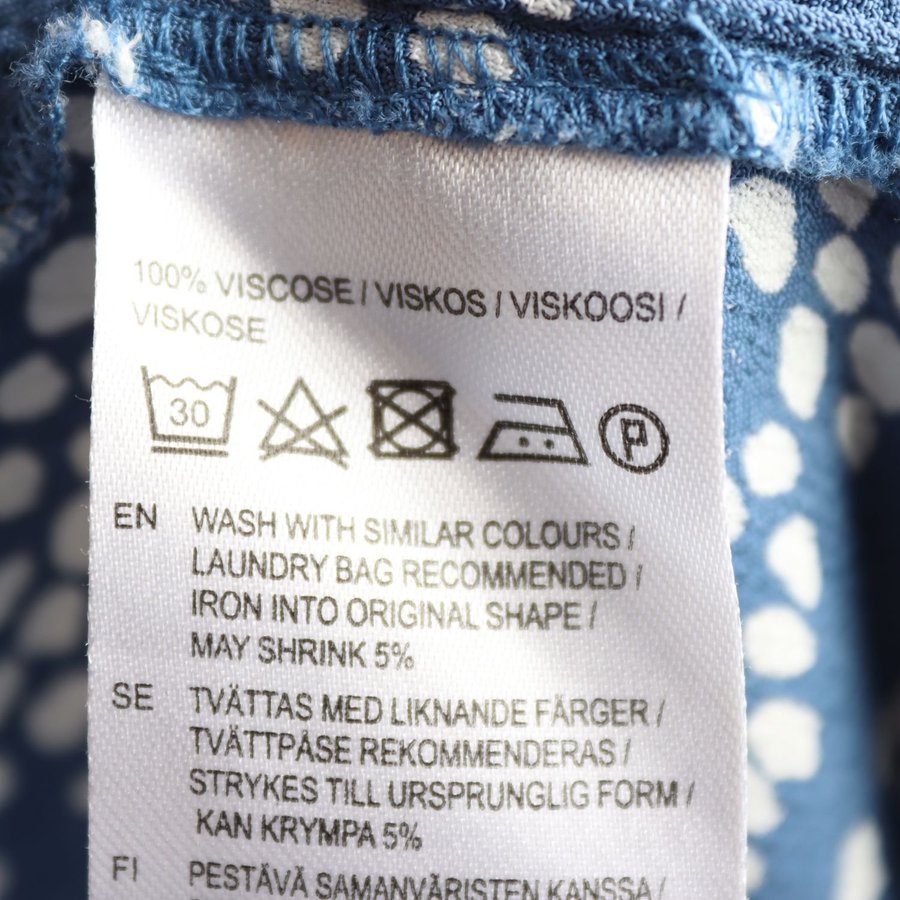 100% VISCOSE / VISKOS / VISKOOSI /
VISKOSE
30
P
EN WASH WITH SIMILAR COLOURS /
LAUNDRY BAG RECOMMENDED /
IRON INTO ORIGINAL SHAPE /
MAY SHRINK 5%
SE TVÄTTAS MED LIKNANDE FÄRGER /
TVÄTTPÅSE REKOMMENDERAS /
STRYKES TILL URSPRUNGLIG FORM /
KAN KRYMPA 5%
FI PESTÄVÄ SAMANVÄRISTEN KANSSA /